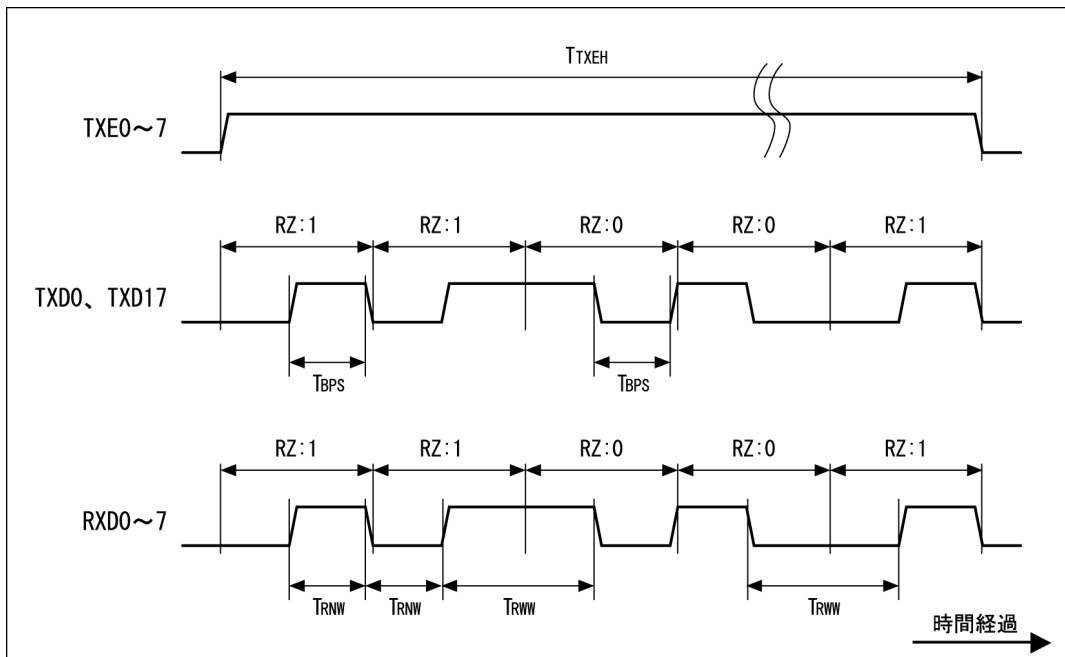 TTXEH
TXE0～7
RZ:1 RZ:1 RZ:0 RZ:0 RZ:1
TXD0、TXD17
TBPS TBPS
RZ:1 RZ:1 RZ:0 RZ:0 RZ:1
RXD0～7
TRNW TRNW TRWW TRWW
時間経過